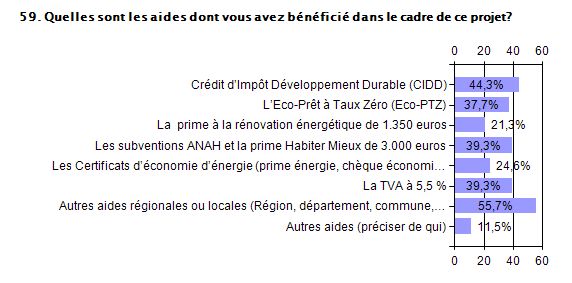 59. Quelles sont les aides dont vous avez bénéficié dans le cadre de ce projet?
0 20 40 60
Crédit d'Impôt Développement Durable (CIDD) 44,3%
L'Eco-Prêt à Taux Zéro (Eco-PTZ) 37,7%
La prime à la rénovation énergétique de 1.350 euros 21,3%
Les subventions ANAH et la prime Habiter Mieux de 3.000 euros 39,3%
Les Certificats d'économie d'énergie (prime énergie, chèque économi... 24,6%
La TVA à 5,5 % 39,3%
Autres aides régionales ou locales (Région, département, commune,... 55,7%
Autres aides (préciser de qui) 11,5%
0 20 40 60